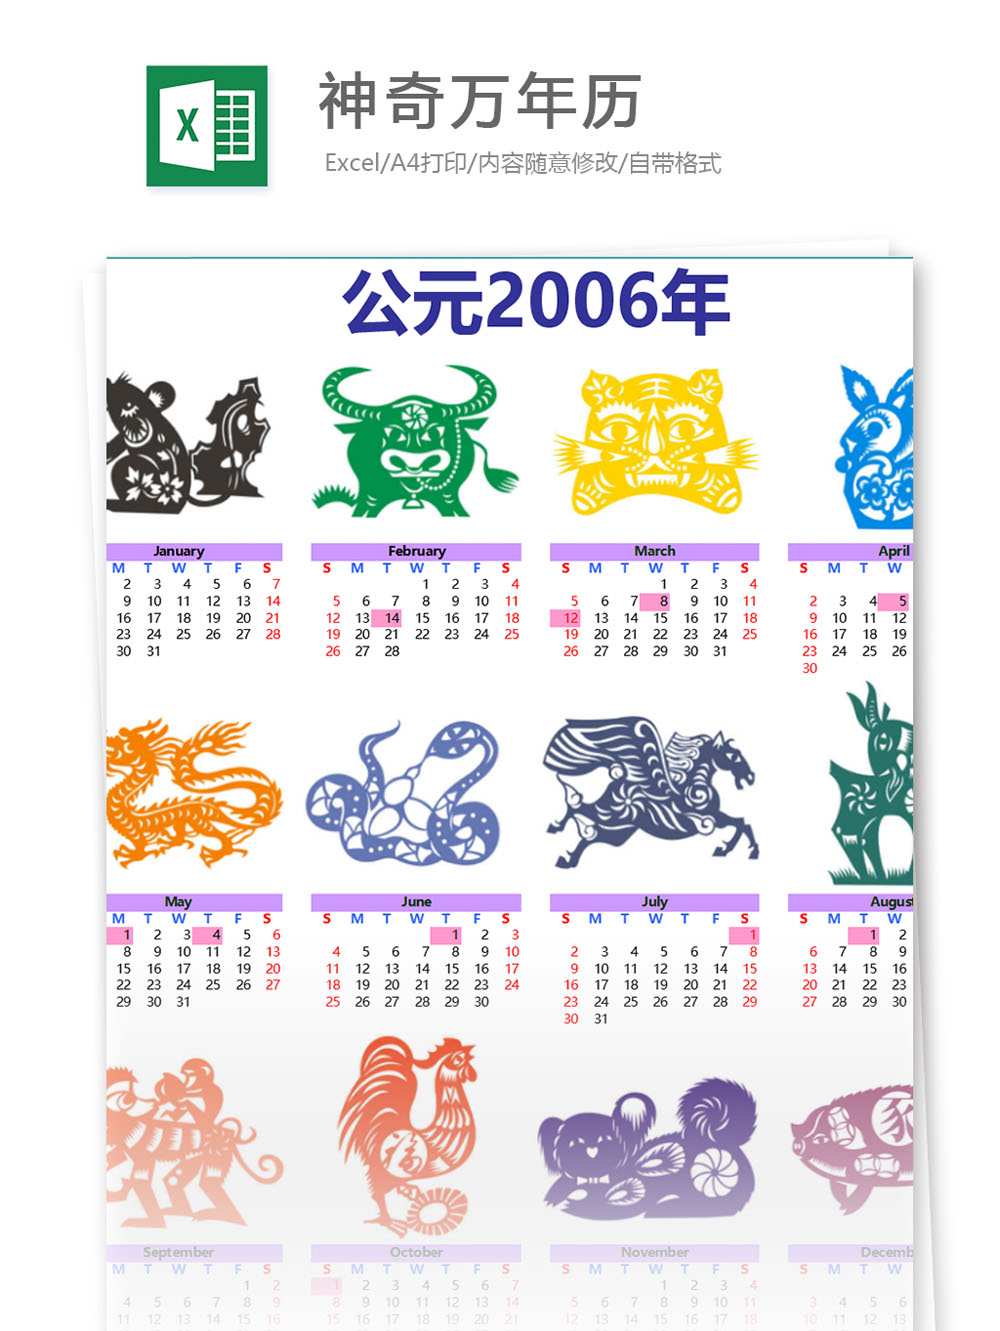 X
神奇万年历
Excel/A4打印/内容随意修改/自带格式
公元2006年
January February March April
M T W T F S S M T W T F S S M T W T F S S M T W
2 3 4 5 6 7 1 2 3 4 1 2 3 4
9 10 11 12 13 14 5 6 7 8 9 10 11 5 6 7 8 9 10 11 2 3 4 5
16 17 18 19 20 21 12 13 14 15 16 17 18 12 13 14 15 16 17 18 9 10 11 12
23 24 25 26 27 28 19 20 21 22 23 24 25 19 20 21 22 23 24 25 16 17 18 19
30 31 26 27 28 26 27 28 29 30 31 23 24 25 26
30
May June July August
M T W T F S S M T W T F S S M T W T F S S M T W
1 2 3 4 5 6 1 2 3 1 1 2
8 9 10 11 12 13 4 5 6 7 8 9 10 2 3 4 5 6 7 8 6 7 8 9
15 16 17 18 19 20 11 12 13 14 15 16 17 9 10 11 12 13 14 15 13 14 15 16
22 23 24 25 26 27 18 19 20 21 22 23 24 16 17 18 19 20 21 22 20 21 22 23
29 30 31 25 26 27 28 29 30 23 24 25 26 27 28 29 27 28 29 30
30 31
福
September October November Decemb
M T W T F S S M T W T F S S M T W T F S S M T W
1 2 1 2 3 4 5 6 7 1 2 3 4
4 5 6 7 8 9 8 9 10 11 12 13 14 5 6 7 8 9 10 11 3 4 5 6
11 12 13 14 15 16 15 16 17 18 19 20 21 12 13 14 15 16 17 18 10 11 12 13